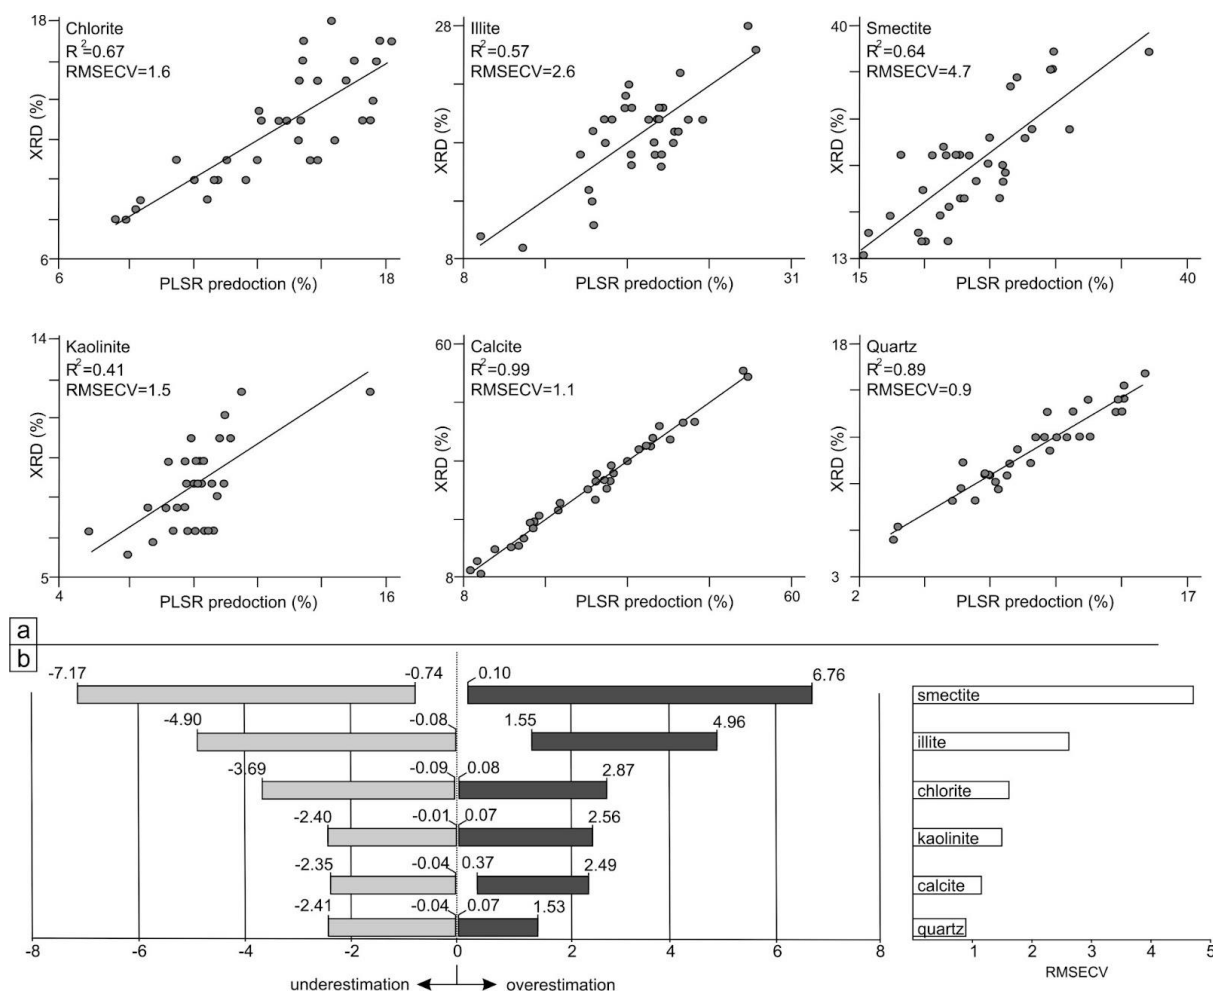 18
Chlorite
R²=0.67
RMSECV=1.6
XRD (%)
6
6
18
PLSR predoction (%)
28
Illite
R²=0.57
RMSECV=2.6
XRD (%)
8
8
31
PLSR predoction (%)
40
Smectite
R²=0.64
RMSECV=4.7
XRD (%)
13
15
40
PLSR predoction (%)
14
Kaolinite
R²=0.41
RMSECV=1.5
XRD (%)
5
4
16
PLSR predoction (%)
60
Calcite
R²=0.99
RMSECV=1.1
XRD (%)
8
8
60
PLSR predoction (%)
18
Quartz
R²=0.89
RMSECV=0.9
XRD (%)
3
2
17
PLSR predoction (%)
a
b
-7.17 -0.74 0.10 6.76
-4.90 -0.08 1.55 4.96
-3.69 -0.09 0.08 2.87
-2.40 -0.01 0.07 2.56
-2.35 -0.04 0.37 2.49
-2.41 -0.04 0.07 1.53
-8 -6 -4 -2 0 2 4 6 8
underestimation overestimation
smectite
illite
chlorite
kaolinite
calcite
quartz
1 2 3 4 5
RMSECV